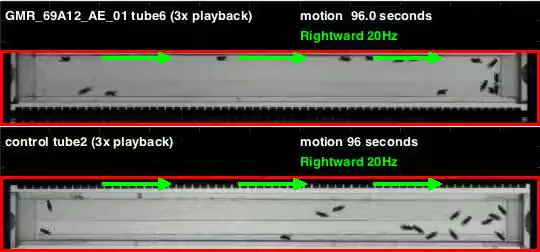 GMR_69A12_AE_01 tube6 (3x playback) motion 96.0 seconds
Rightward 20Hz
control tube2 (3x playback) motion 96 seconds
Rightward 20Hz